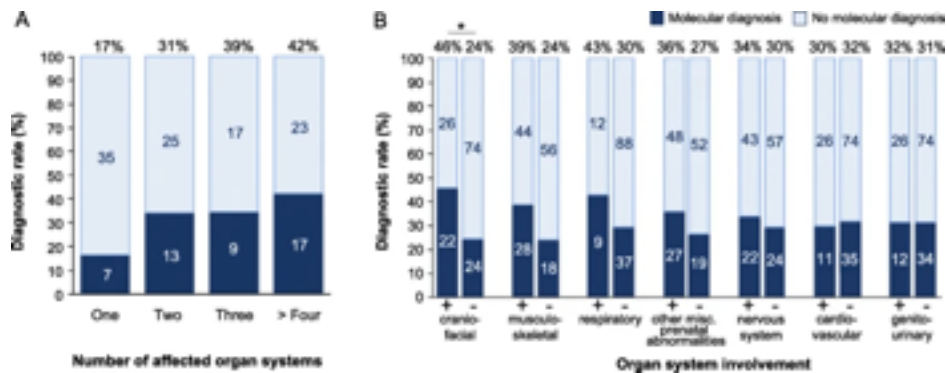 A
17% 31% 39% 42%
Diagnostic rate (%)
100
90
80
70
60
50
40
30
20
10
0
35 25 17 23
7 13 9 17
One Two Three > Four
Number of affected organ systems
B
Molecular diagnosis No molecular diagnosis
*
46% 24% 39% 24% 43% 30% 36% 27% 34% 30% 30% 32% 32% 31%
Diagnostic rate (%)
100
90
80
70
60
50
40
30
20
10
0
26 74 44 56 12 88 48 52 43 57 26 74 26 74
22 24 28 18 9 37 27 19 22 24 11 35 12 34
+ - + - + - + - + - + - + -
cranio- musculo- respiratory other misc. nervous cardio- genito-
facial skeletal prenatal system vascular urinary
abnormalities
Organ system involvement